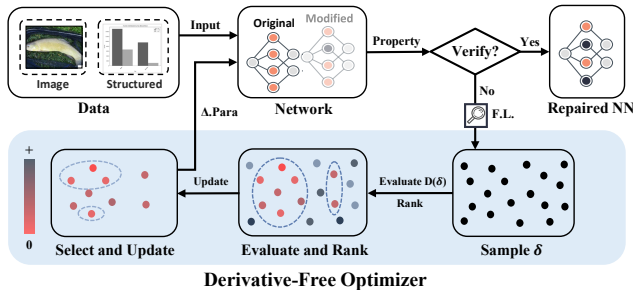 Original
Modified
Image
Structured
Data
Input
Network
Property
Verify?
Yes
Repaired NN
No
F.L.
Δ.Para
+
0
Select and Update
Update
Evaluate and Rank
Evaluate D(δ)
Rank
Sample δ
Derivative-Free Optimizer